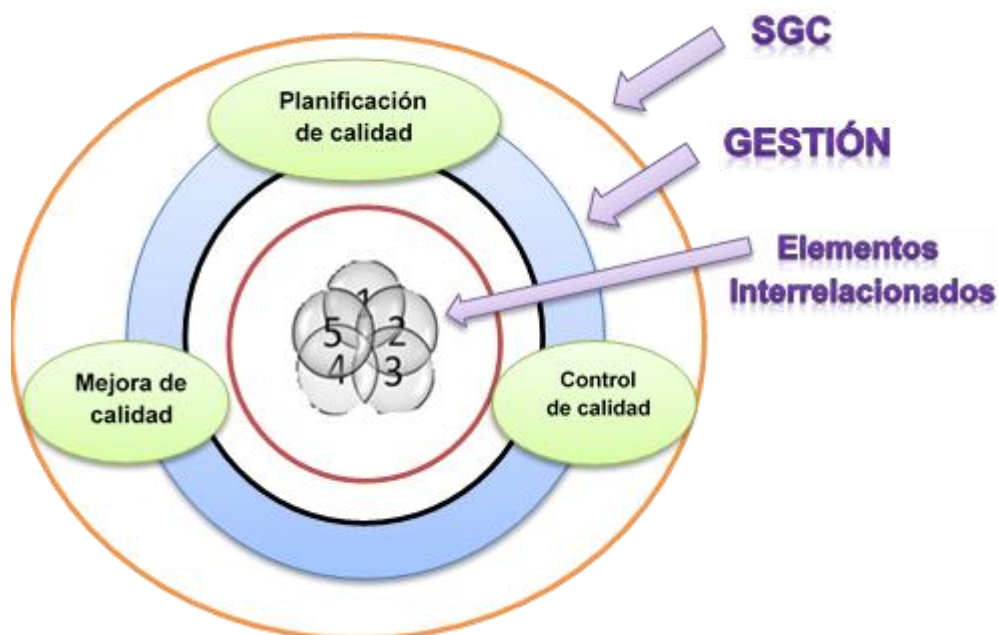 SGC
Planificación
de calidad
GESTIÓN
Elementos
Interrelacionados
1
5 2
4 3
Mejora de
calidad
Control
de calidad